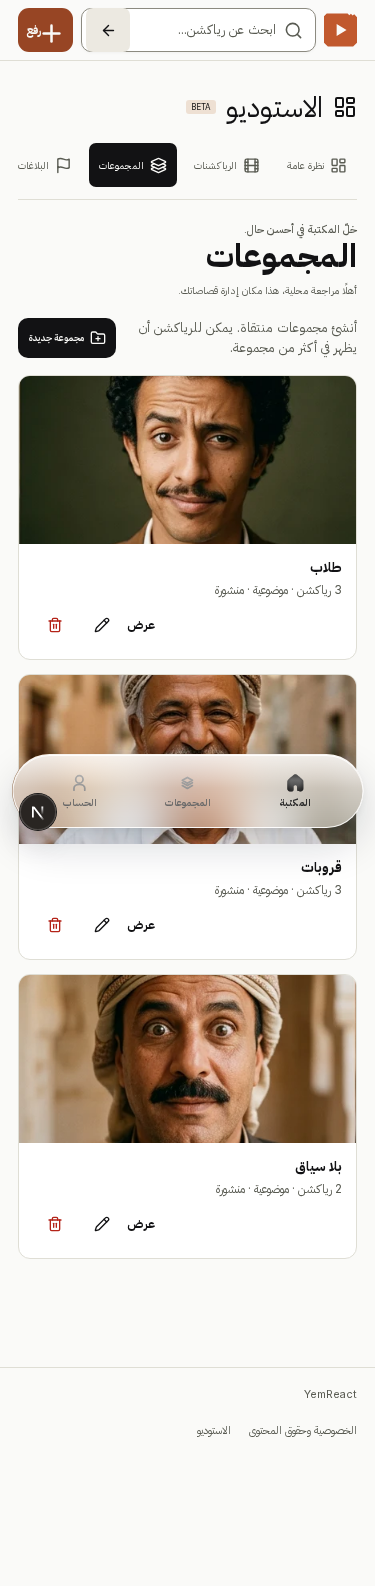 ابحث عن رياكشن...
رفع
الاستوديو BETA
نظرة عامة
الرياكشنات
المجموعات
البلاغات
خلّ المكتبة في أحسن حال.
المجموعات
أهلًا مراجعة محلية، هذا مكان إدارة قصاصاتك.
أنشئ مجموعات منتقاة. يمكن للرياكشن أن
يظهر في أكثر من مجموعة.
مجموعة جديدة
طلاب
3 رياكشن · موضوعية · منشورة
عرض
المكتبة
المجموعات
الحساب
N
قروبات
3 رياكشن · موضوعية · منشورة
عرض
بلا سياق
2 رياكشن · موضوعية · منشورة
عرض
YemReact
الخصوصية وحقوق المحتوى
الاستوديو